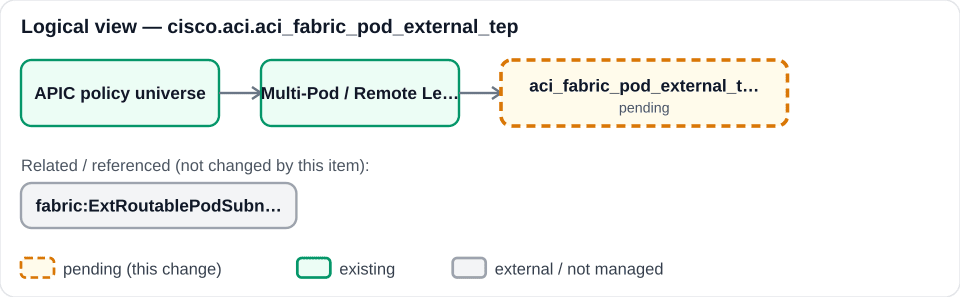 Logical view — cisco.aci.aci_fabric_pod_external_tep
APIC policy universe
Multi-Pod / Remote Le…
aci_fabric_pod_external_t…
pending
Related / referenced (not changed by this item):
fabric:ExtRoutablePodSubn…
pending (this change)
existing
external / not managed